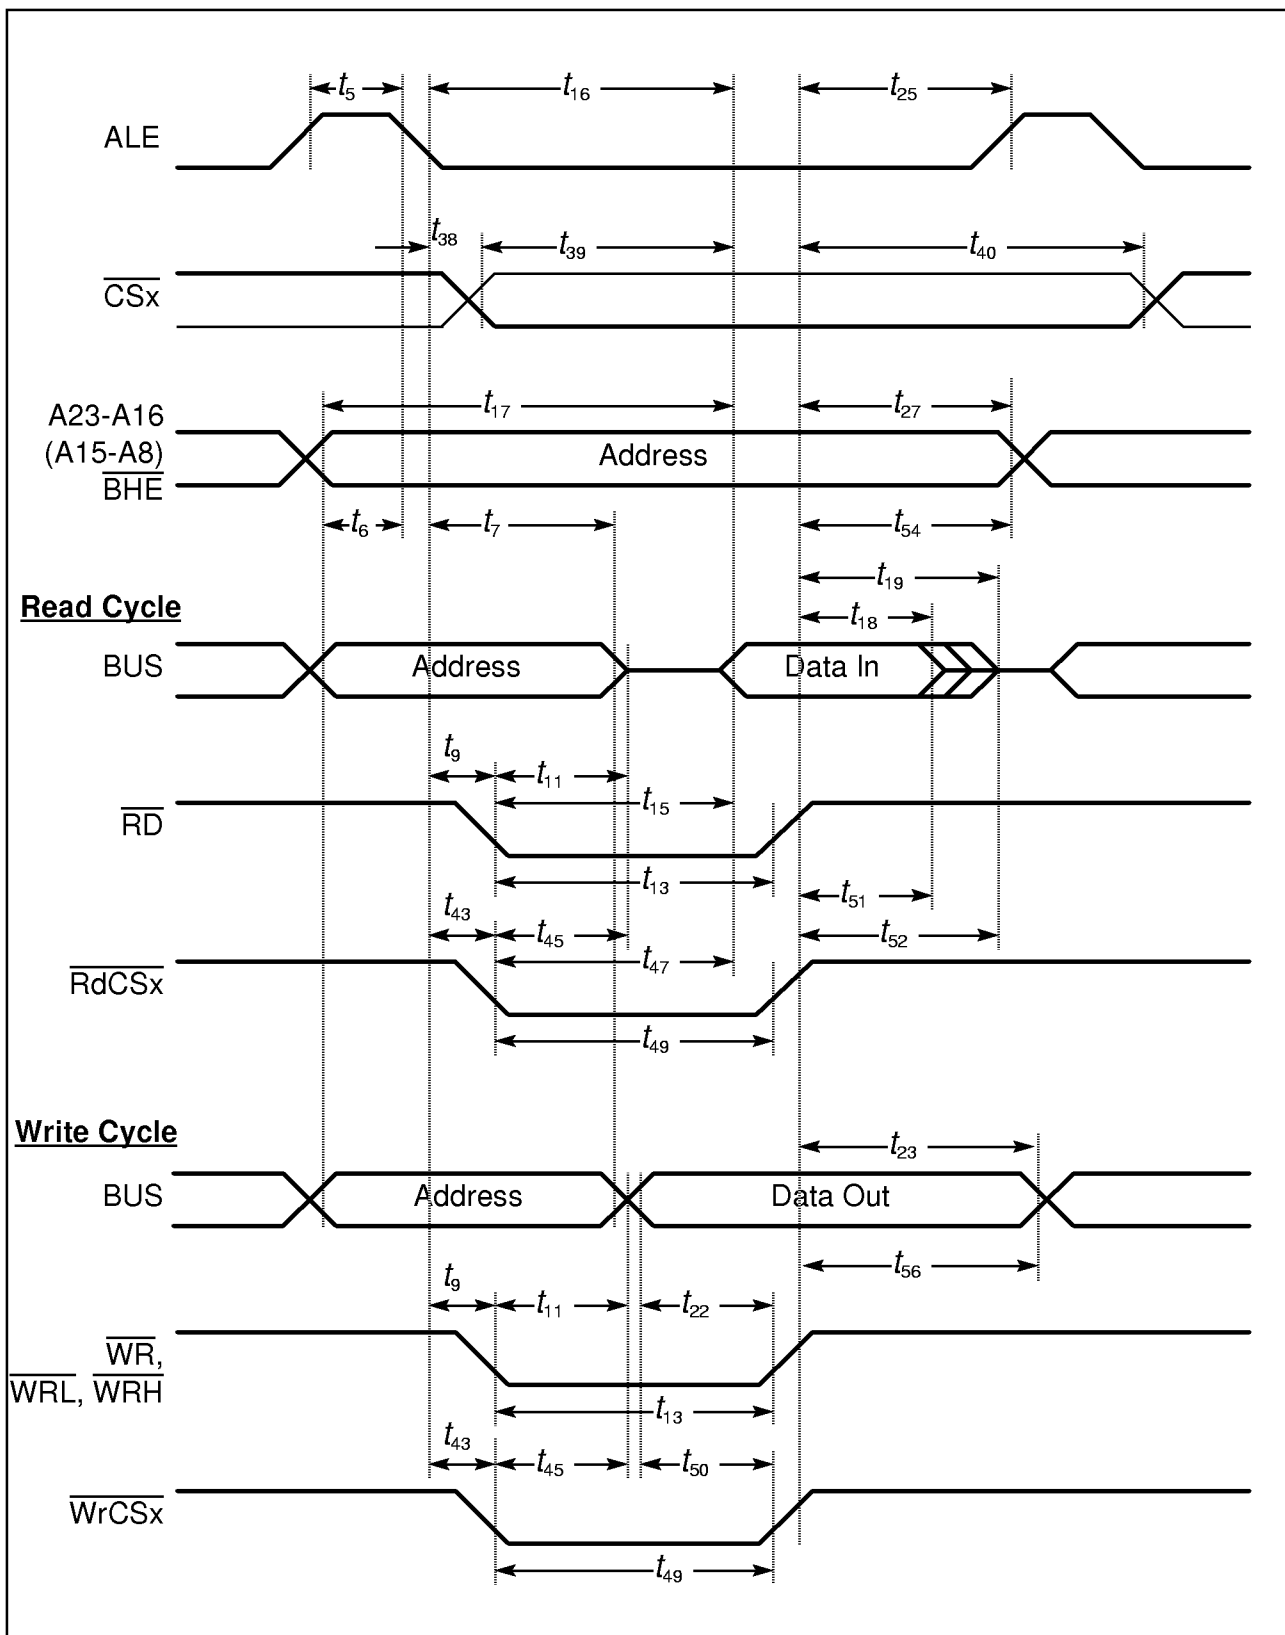 t5 t16 t25
ALE
t38 t39 t40
CSx
t17 t27
A23-A16
(A15-A8)
BHE
Address
t6 t7 t54
t19
Read Cycle
t18
BUS Address Data In
t9 t11
t15
RD
t13 t51
t43 t45 t52
t47
RdCSx
t49
Write Cycle
t23
BUS Address Data Out
t56
t9 t11 t22
WR,
WRL, WRH
t13
t43 t45 t50
WrCSx
t49